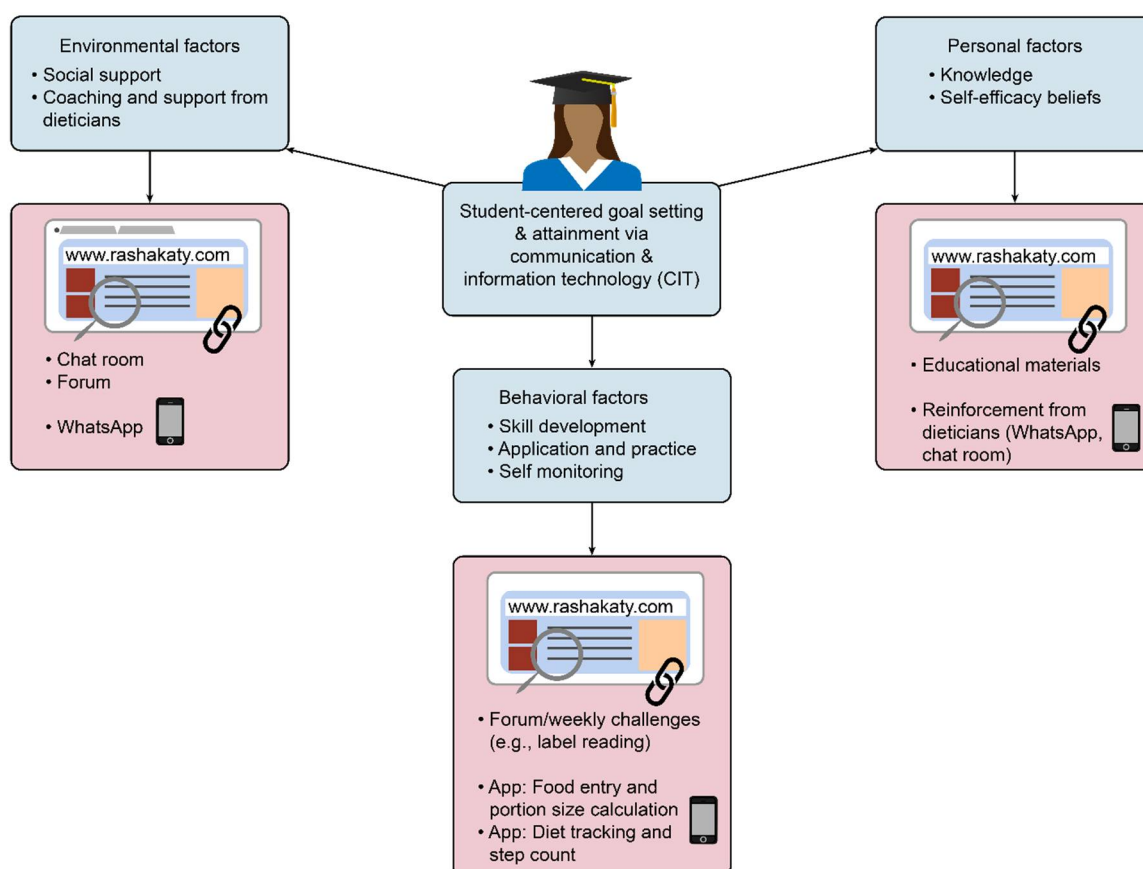 Environmental factors
• Social support
• Coaching and support from
dieticians
Personal factors
• Knowledge
• Self-efficacy beliefs
Student-centered goal setting
& attainment via
communication &
information technology (CIT)
www.rashakaty.com
• Chat room
• Forum
• WhatsApp
www.rashakaty.com
• Educational materials
• Reinforcement from
dieticians (WhatsApp,
chat room)
Behavioral factors
• Skill development
• Application and practice
• Self monitoring
www.rashakaty.com
• Forum/weekly challenges
(e.g., label reading)
• App: Food entry and
portion size calculation
• App: Diet tracking and
step count